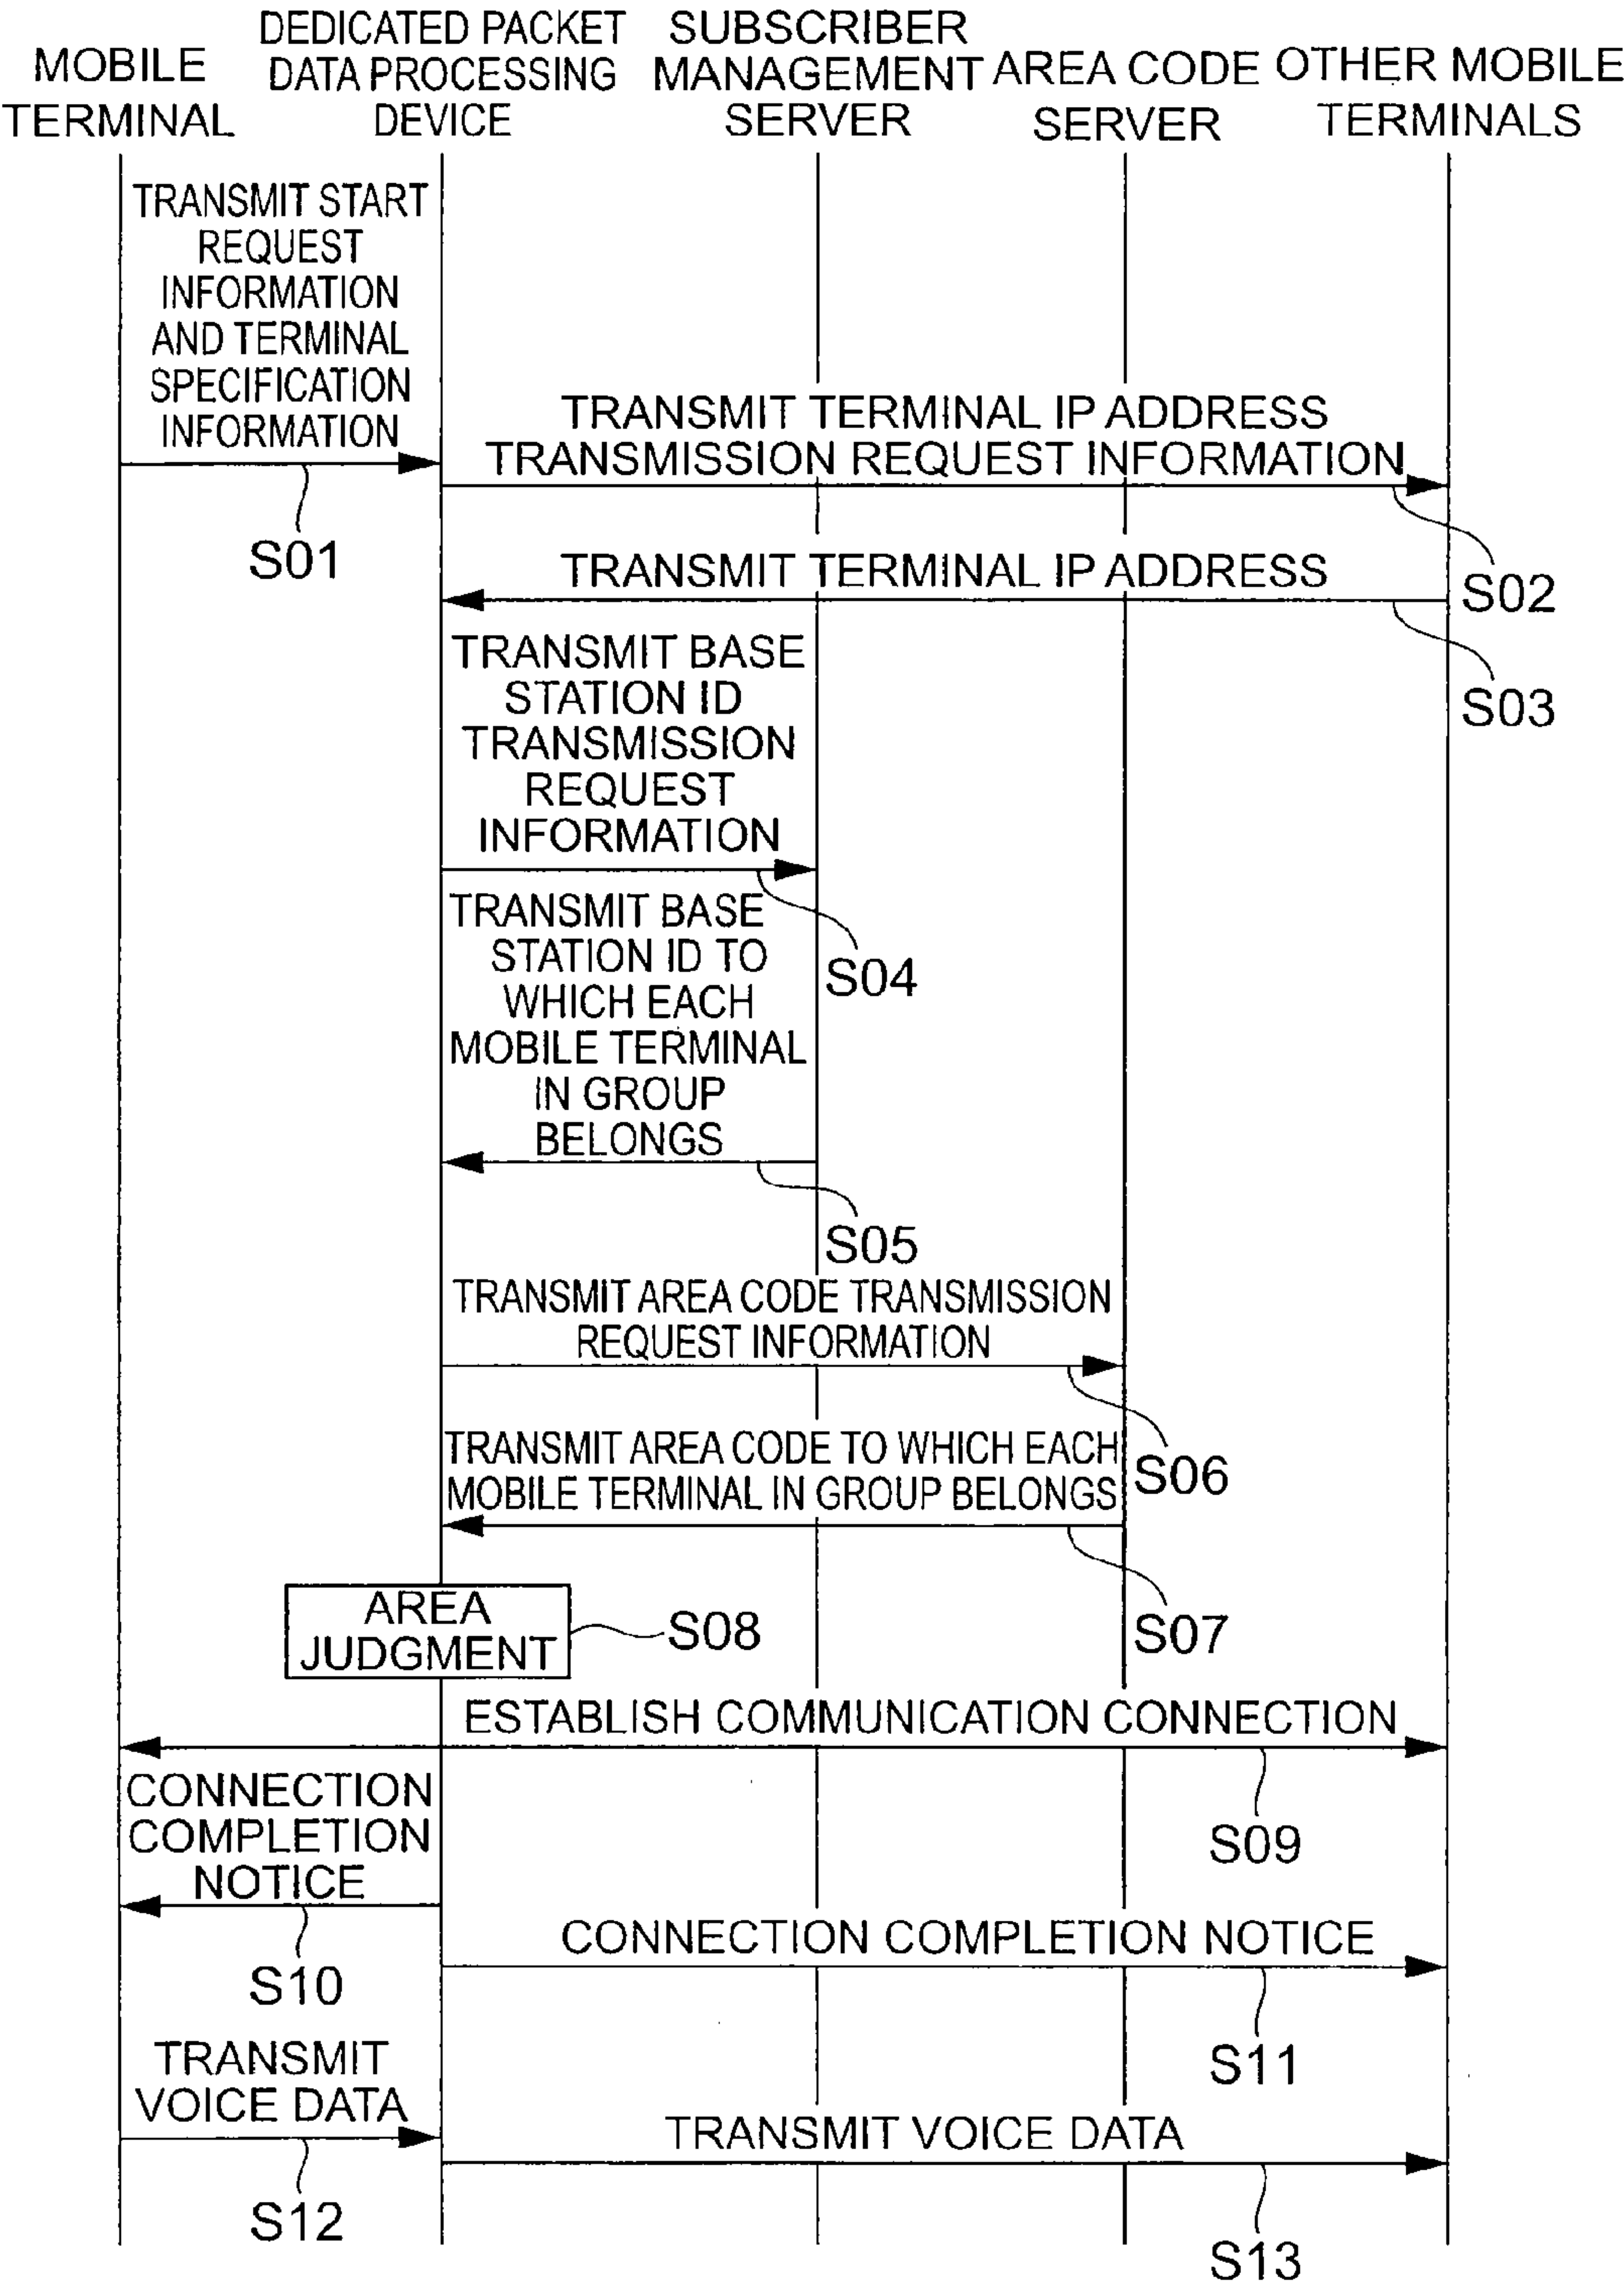 MOBILE
TERMINAL
DEDICATED PACKET
DATA PROCESSING
DEVICE
SUBSCRIBER
MANAGEMENT
SERVER
AREA CODE
SERVER
OTHER MOBILE
TERMINALS
TRANSMIT START
REQUEST
INFORMATION
AND TERMINAL
SPECIFICATION
INFORMATION
S01
TRANSMIT TERMINAL IP ADDRESS
TRANSMISSION REQUEST INFORMATION
S02
TRANSMIT TERMINAL IP ADDRESS
S03
TRANSMIT BASE
STATION ID
TRANSMISSION
REQUEST
INFORMATION
S04
TRANSMIT BASE
STATION ID TO
WHICH EACH
MOBILE TERMINAL
IN GROUP
BELONGS
S05
TRANSMIT AREA CODE TRANSMISSION
REQUEST INFORMATION
S06
TRANSMIT AREA CODE TO WHICH EACH
MOBILE TERMINAL IN GROUP BELONGS
S07
AREA
JUDGMENT
S08
ESTABLISH COMMUNICATION CONNECTION
S09
CONNECTION
COMPLETION
NOTICE
S10
CONNECTION COMPLETION NOTICE
S11
TRANSMIT
VOICE DATA
S12
TRANSMIT VOICE DATA
S13